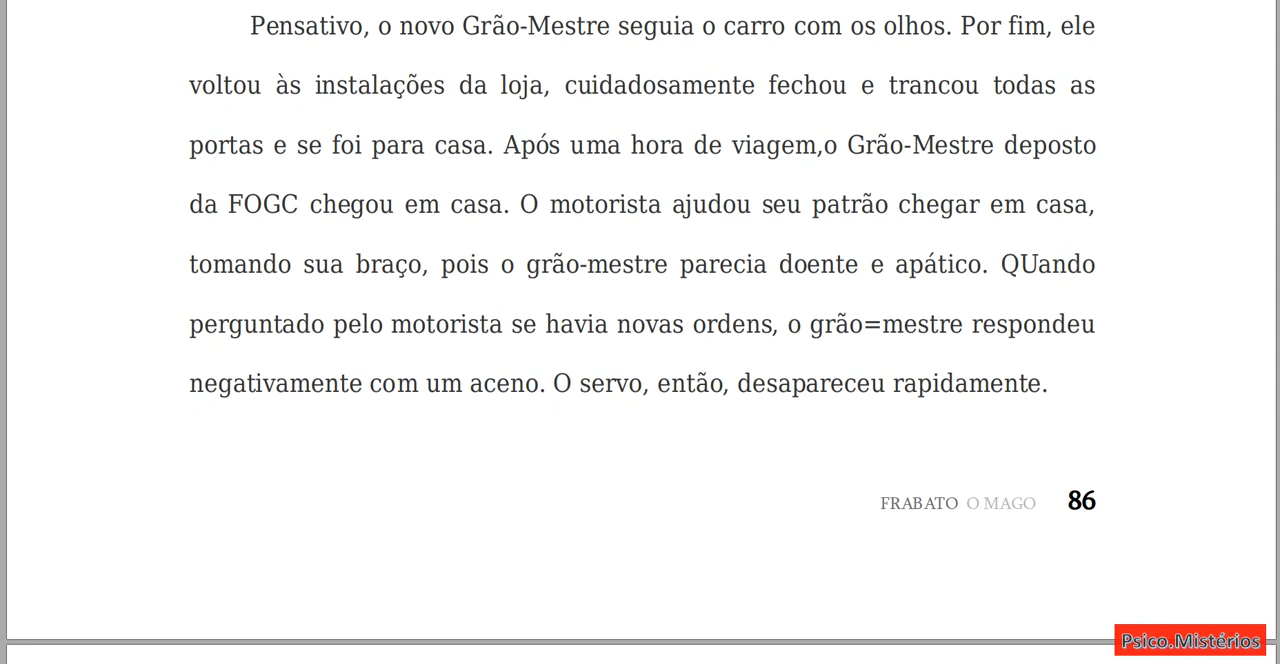 Pensativo, o novo Grão-Mestre seguia o carro com os olhos. Por fim, ele
voltou às instalações da loja, cuidadosamente fechou e trancou todas as
portas e se foi para casa. Após uma hora de viagem,o Grão-Mestre deposto
da FOGC chegou em casa. O motorista ajudou seu patrão chegar em casa,
tomando sua braço, pois o grão-mestre parecia doente e apático. QUando
perguntado pelo motorista se havia novas ordens, o grão=mestre respondeu
negativamente com um aceno. O servo, então, desapareceu rapidamente.
FRABATO O MAGO 86
Psico.Mistérios